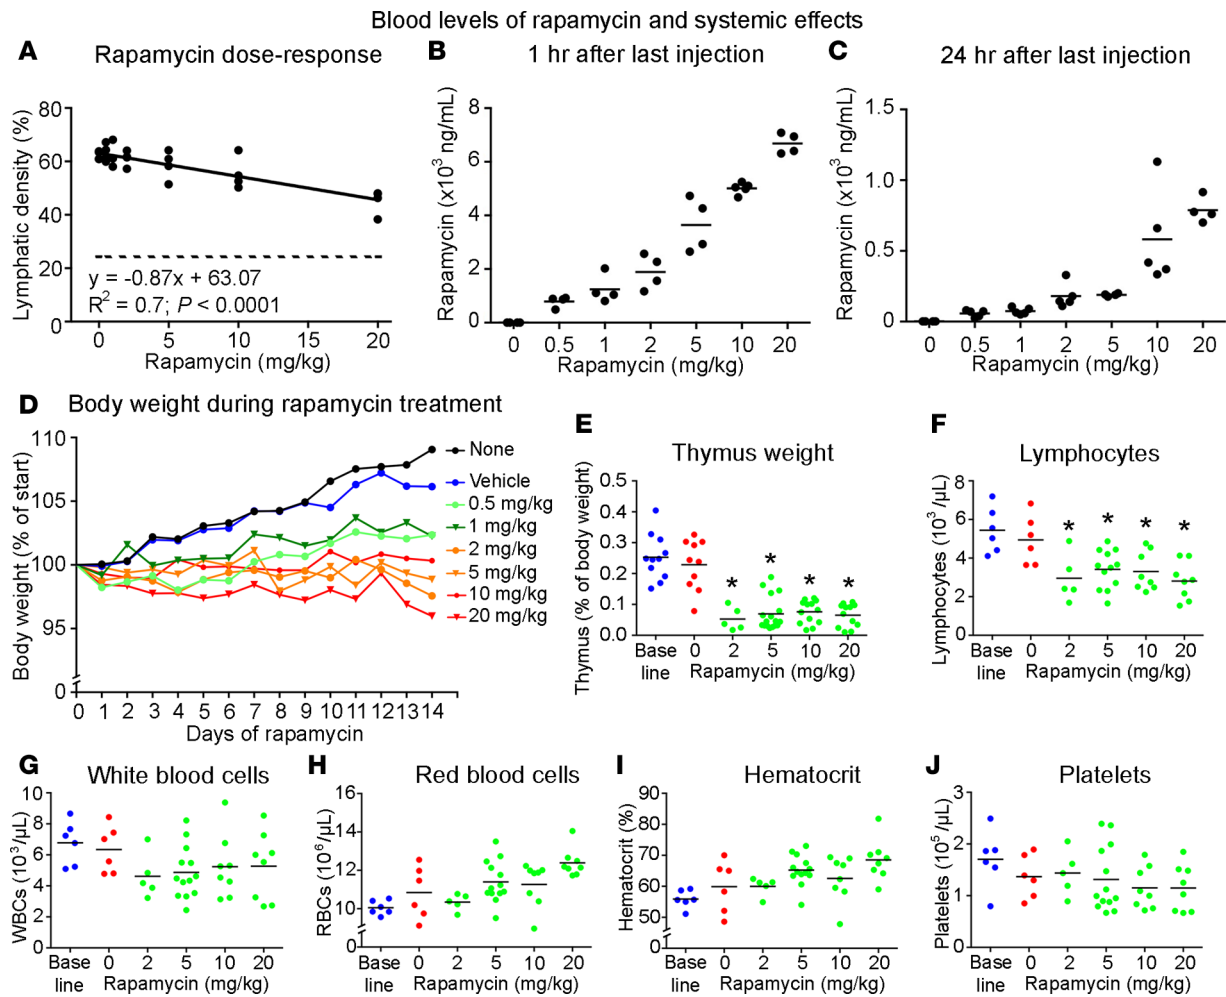 Blood levels of rapamycin and systemic effects
A Rapamycin dose-response
Lymphatic density (%)
80
60
40
20
0
y = -0.87x + 63.07
R² = 0.7; P < 0.0001
0 5 10 15 20
Rapamycin (mg/kg)
B 1 hr after last injection
Rapamycin (x10³ ng/mL)
8
6
4
2
0
0 0.5 1 2 5 10 20
Rapamycin (mg/kg)
C 24 hr after last injection
Rapamycin (x10³ ng/mL)
1.5
1.0
0.5
0
0 0.5 1 2 5 10 20
Rapamycin (mg/kg)
D Body weight during rapamycin treatment
Body weight (% of start)
110
105
100
95
0
0 1 2 3 4 5 6 7 8 9 10 11 12 13 14
Days of rapamycin
None
Vehicle
0.5 mg/kg
1 mg/kg
2 mg/kg
5 mg/kg
10 mg/kg
20 mg/kg
E Thymus weight
Thymus (% of body weight)
0.5
0.4
0.3
0.2
0.1
0.0
* * * *
Base 0 2 5 10 20
line Rapamycin (mg/kg)
F Lymphocytes
Lymphocytes (10³ /µL)
8
6
4
2
0
* * * *
Base 0 2 5 10 20
line Rapamycin (mg/kg)
G White blood cells
WBCs (10³/µL)
10
8
6
4
2
0
Base 0 2 5 10 20
line Rapamycin (mg/kg)
H Red blood cells
RBCs (10⁶/µL)
16
14
12
10
0
Base 0 2 5 10 20
line Rapamycin (mg/kg)
I Hematocrit
Hematocrit (%)
90
80
70
60
50
0
Base 0 2 5 10 20
line Rapamycin (mg/kg)
J Platelets
Platelets (10⁵ /µL)
3
2
1
0
Base 0 2 5 10 20
line Rapamycin (mg/kg)